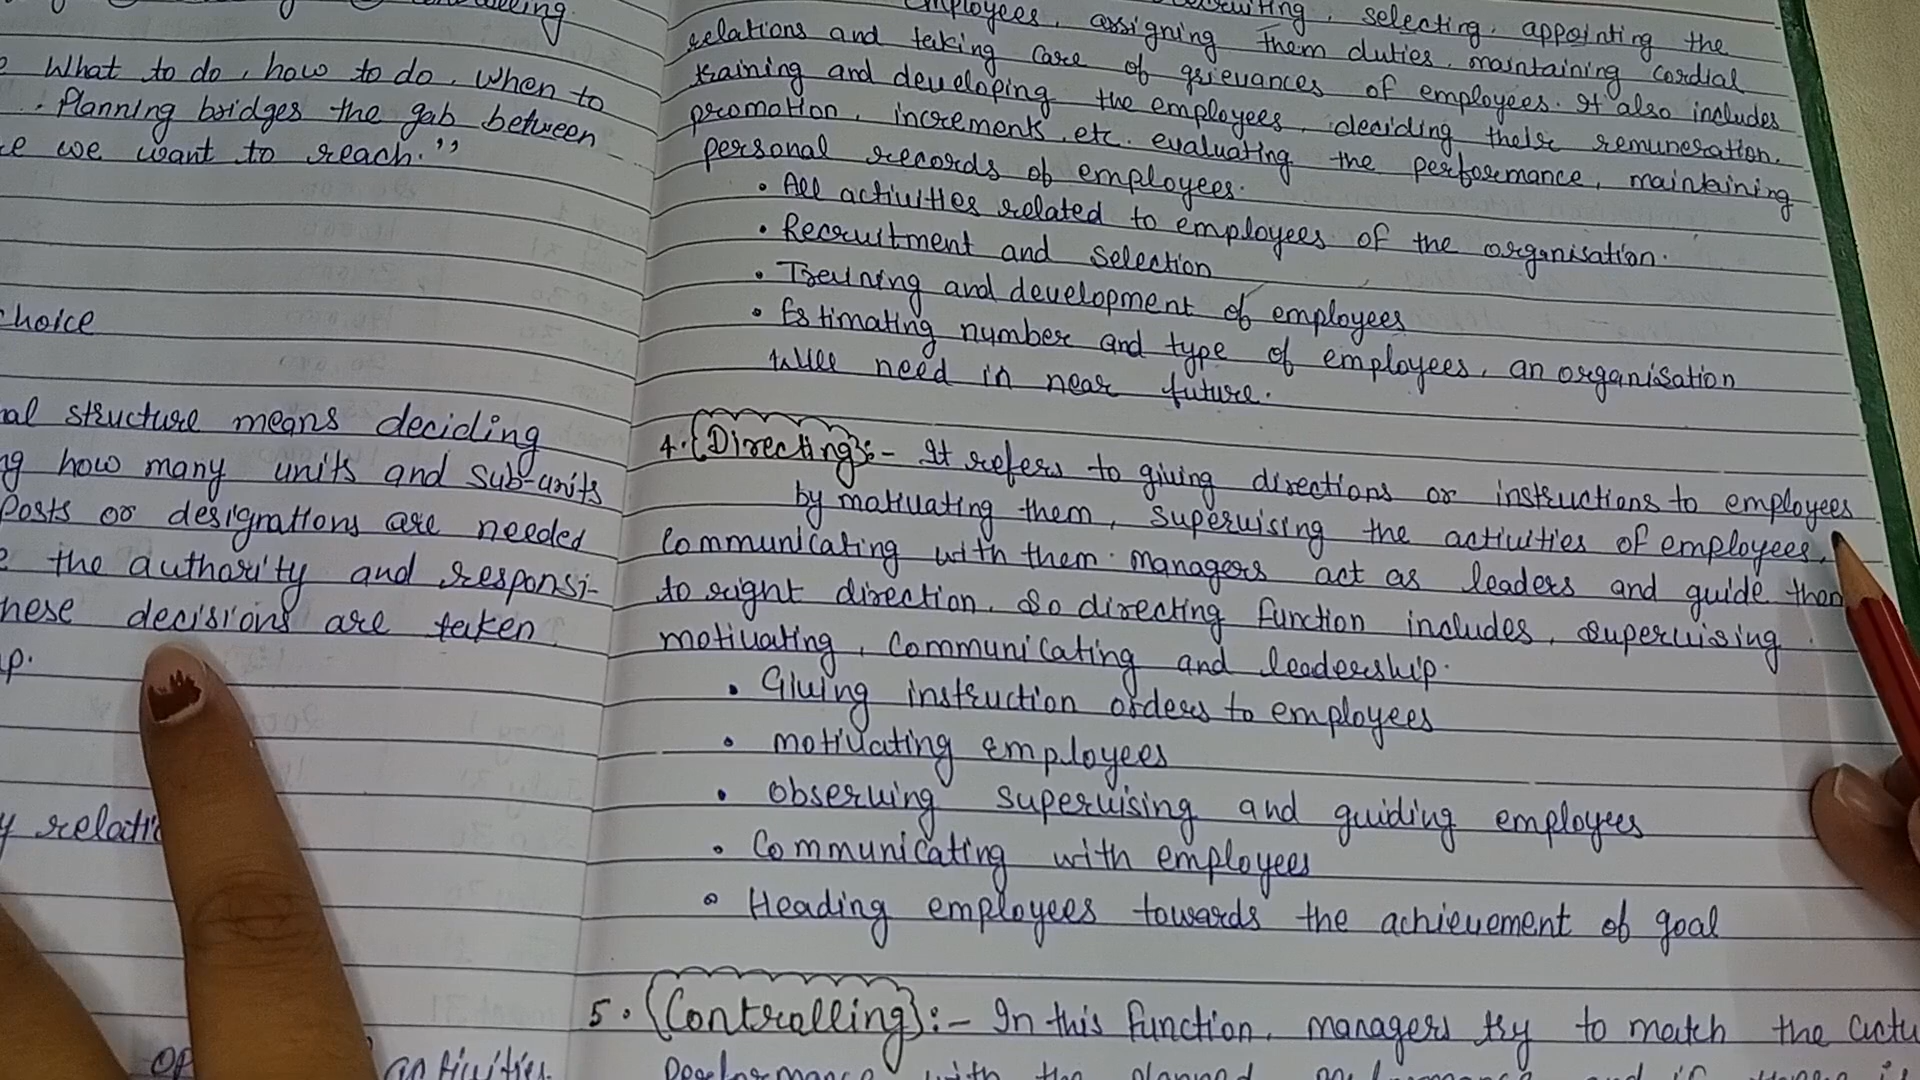 What to do, how to do, when to
. Planning bridges the gab between
we want to reach."
choice
al structure means deciding
ng how many units and sub-units
Posts or designations are needed
the authority and responsi-
hese decisions are taken
p.
y relati
activities.
employees, assigning them duties, maintaining cordial
selecting, appointing the
relations and taking care of grievances of employees. It also includes
training and developing the employees, deciding their remuneration.
promotion, increments, etc. evaluating the performance, maintaining
personal records of employees.
• All activities related to employees of the organisation.
• Recruitment and Selection
• Training and development of employees
• Estimating number and type of employees, an organisation
will need in near future.
4. {Directing}:- It refers to giving directions or instructions to employees
by motivating them, supervising the activities of employees,
Communicating with them. managers act as leaders and guide them
to right direction. So directing function includes, supervising
motivating, communicating and leadership.
• Giving instruction orders to employees
• motivating employees
• observing supervising and guiding employees
• Communicating with employees
• Heading employees towards the achievement of goal
5. {Controlling}:- In this function, managers try to match the actu